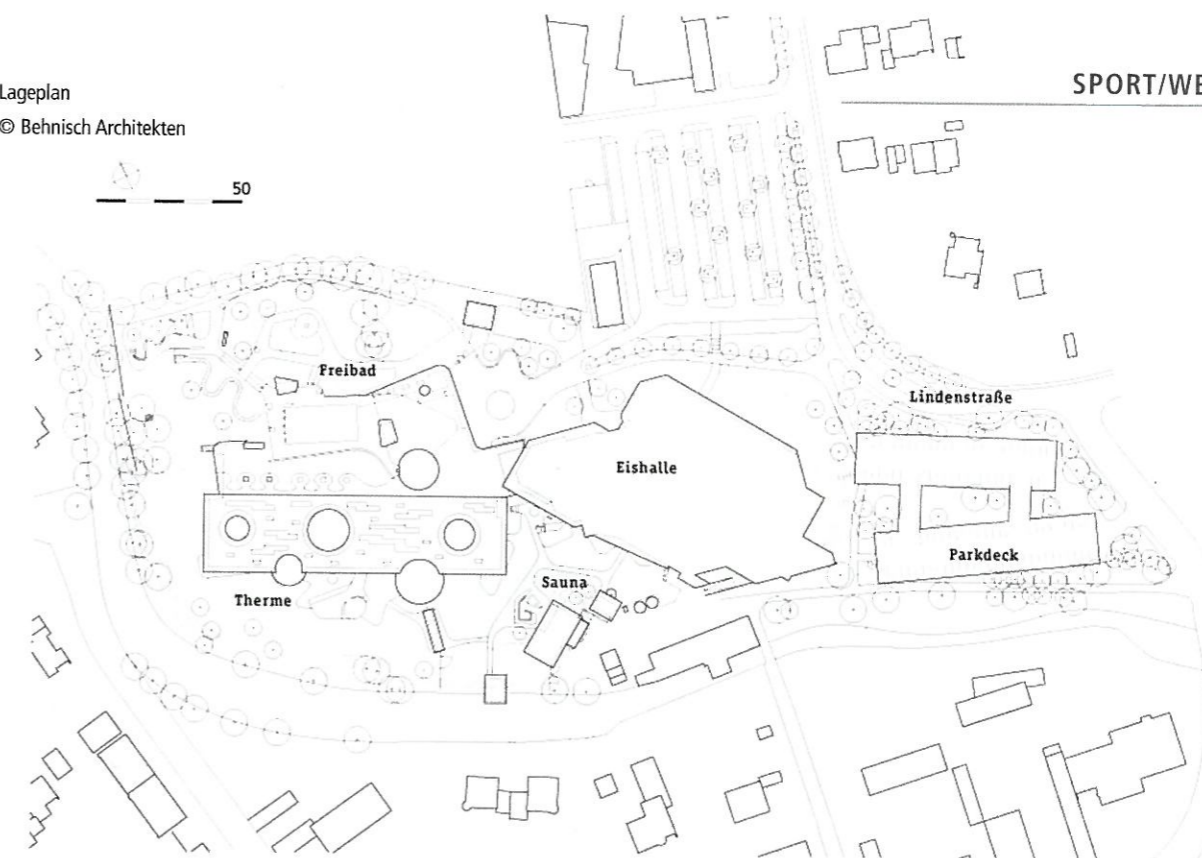 Lageplan
© Behnisch Architekten
50
SPORT/WE
Freibad
Lindenstraße
Eishalle
Parkdeck
Sauna
Therme